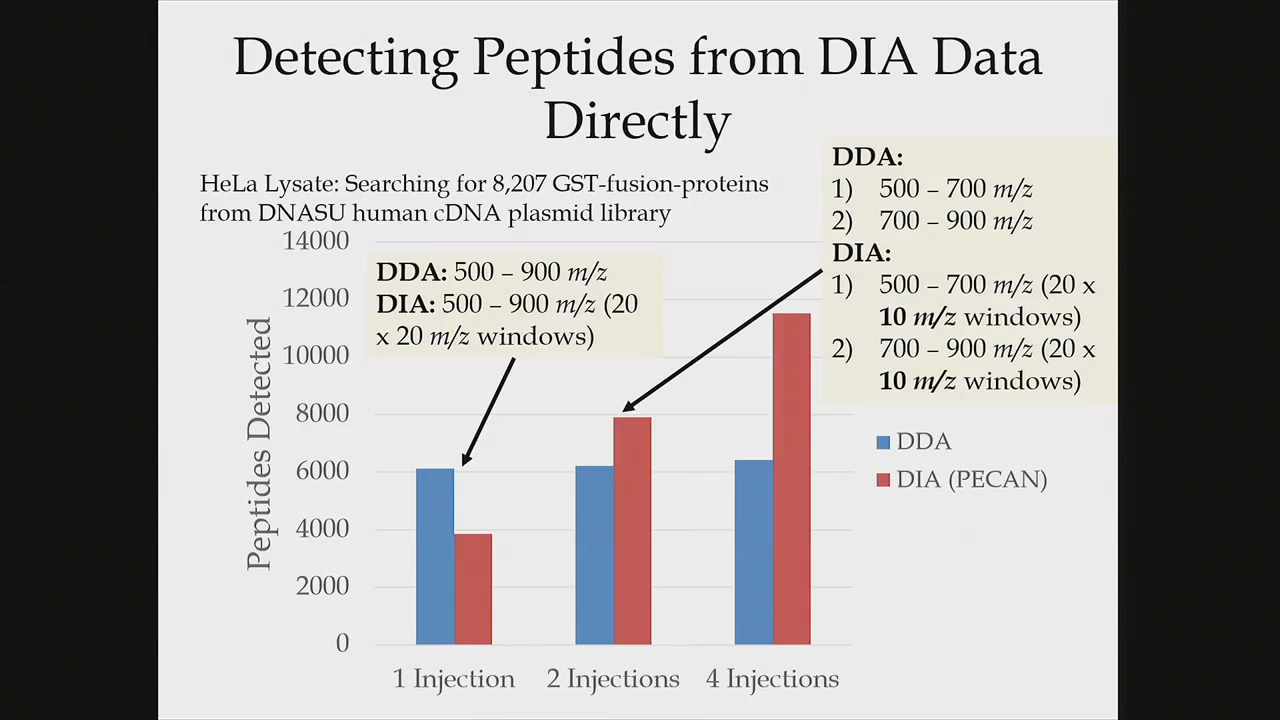 Detecting Peptides from DIA Data
Directly
HeLa Lysate: Searching for 8,207 GST-fusion-proteins
from DNASU human cDNA plasmid library
DDA:
1) 500 – 700 m/z
2) 700 – 900 m/z
DIA:
1) 500 – 700 m/z (20 x
10 m/z windows)
2) 700 – 900 m/z (20 x
10 m/z windows)
DDA: 500 – 900 m/z
DIA: 500 – 900 m/z (20
x 20 m/z windows)
Peptides Detected
14000
12000
10000
8000
6000
4000
2000
0
1 Injection
2 Injections
4 Injections
DDA
DIA (PECAN)